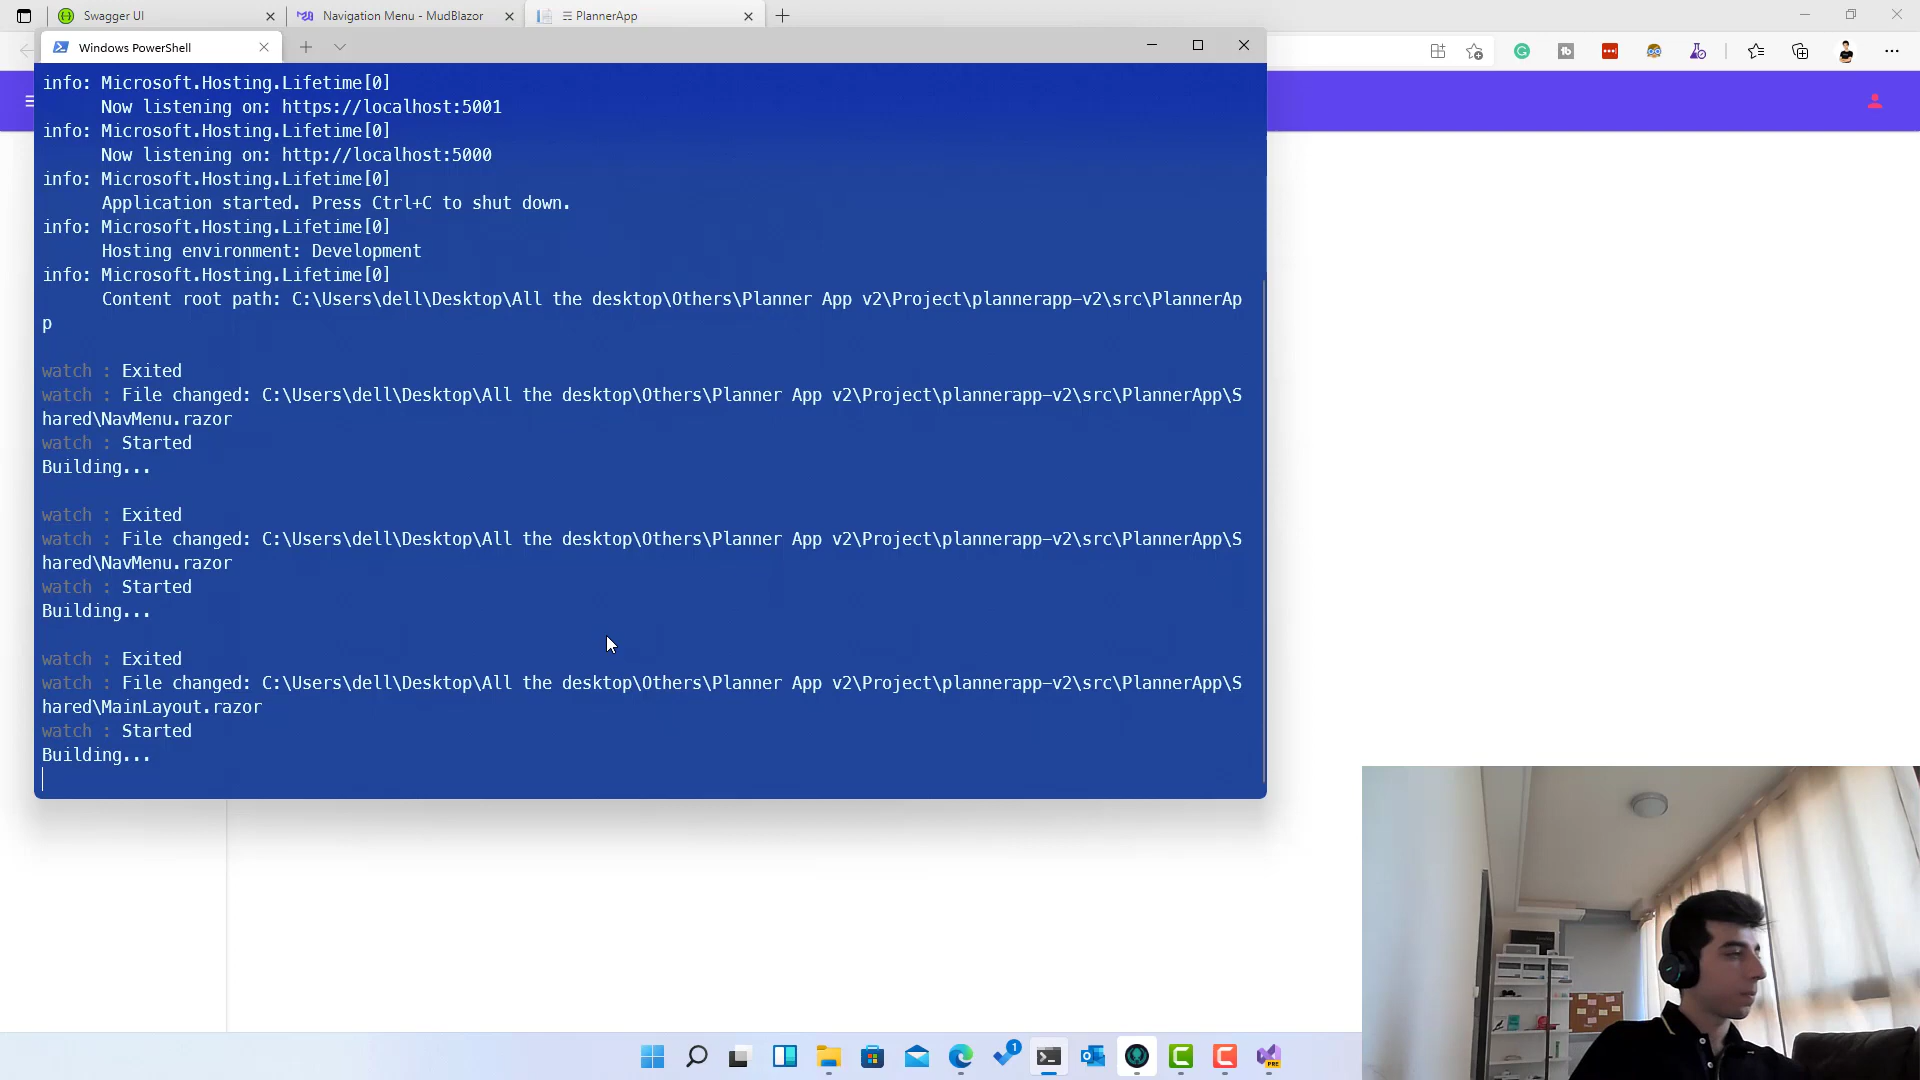 Swagger UI
Navigation Menu - MudBlazor
PlannerApp
Windows PowerShell
info: Microsoft.Hosting.Lifetime[0]
Now listening on: https://localhost:5001
info: Microsoft.Hosting.Lifetime[0]
Now listening on: http://localhost:5000
info: Microsoft.Hosting.Lifetime[0]
Application started. Press Ctrl+C to shut down.
info: Microsoft.Hosting.Lifetime[0]
Hosting environment: Development
info: Microsoft.Hosting.Lifetime[0]
Content root path: C:\Users\dell\Desktop\All the desktop\Others\Planner App v2\Project\plannerapp-v2\src\PlannerAp
p
watch : Exited
watch : File changed: C:\Users\dell\Desktop\All the desktop\Others\Planner App v2\Project\plannerapp-v2\src\PlannerApp\S
hared\NavMenu.razor
watch : Started
Building...
watch : Exited
watch : File changed: C:\Users\dell\Desktop\All the desktop\Others\Planner App v2\Project\plannerapp-v2\src\PlannerApp\S
hared\NavMenu.razor
watch : Started
Building...
watch : Exited
watch : File changed: C:\Users\dell\Desktop\All the desktop\Others\Planner App v2\Project\plannerapp-v2\src\PlannerApp\S
hared\MainLayout.razor
watch : Started
Building...
1
PRE